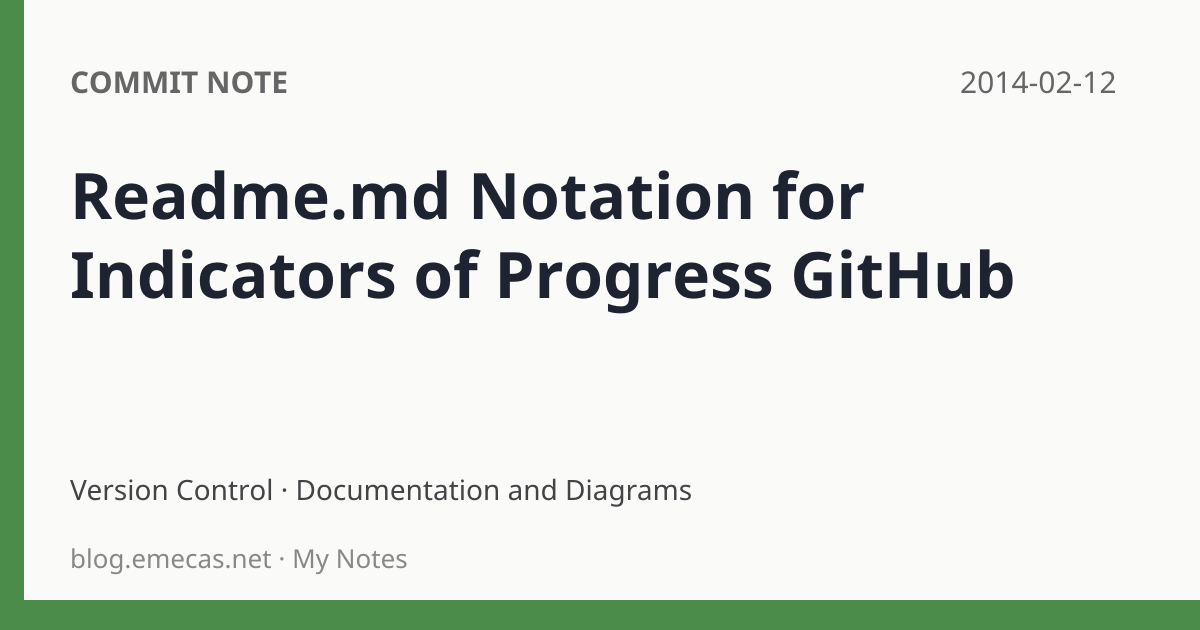 COMMIT NOTE
2014-02-12
Readme.md Notation for
Indicators of Progress GitHub
Version Control · Documentation and Diagrams
blog.emecas.net · My Notes